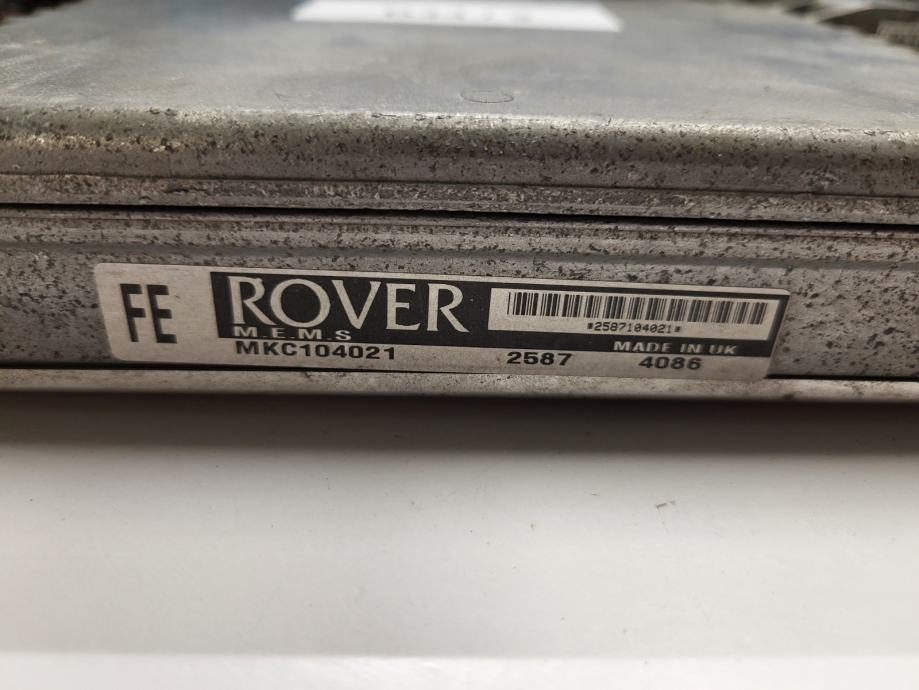 FE
ROVER
M.E.M.S
*2587104021*
MADE IN UK
MKC104021 2587 4086